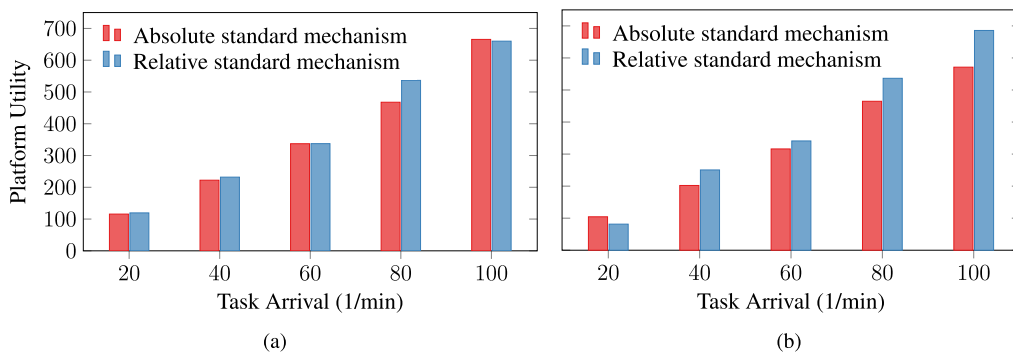 700
600
500
400
300
200
100
0
Platform Utility
Absolute standard mechanism
Relative standard mechanism
20 40 60 80 100
Task Arrival (1/min)
(a)
Absolute standard mechanism
Relative standard mechanism
20 40 60 80 100
Task Arrival (1/min)
(b)